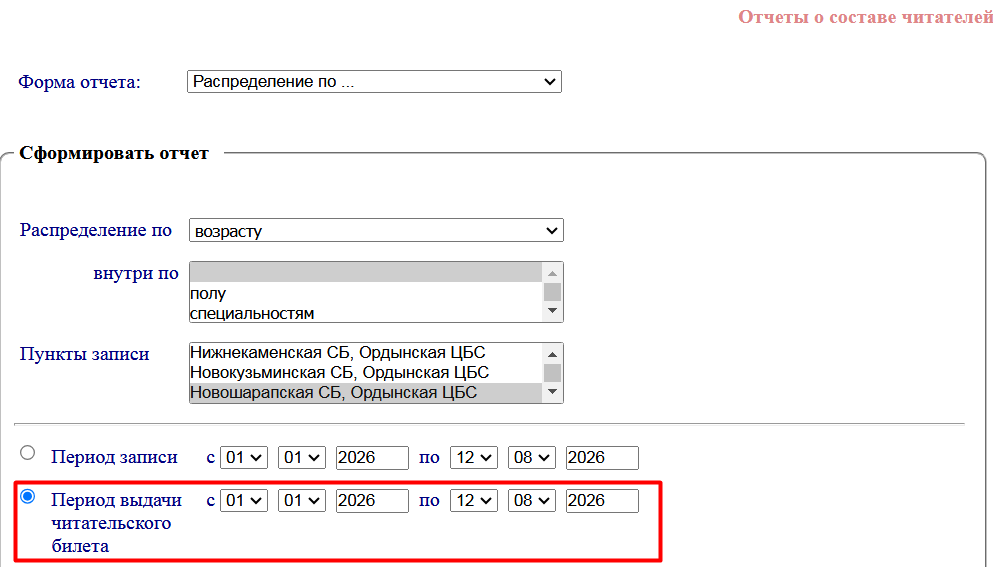 Отчеты о составе читателей
Форма отчета: Распределение по ...
Сформировать отчет
Распределение по возрасту
внутри по
полу
специальностям
Пункты записи Нижнекаменская СБ, Ордынская ЦБС
Новокузьминская СБ, Ордынская ЦБС
Новошарапская СБ, Ордынская ЦБС
Период записи с 01 01 2026 по 12 08 2026
Период выдачи с 01 01 2026 по 12 08 2026
читательского
билета